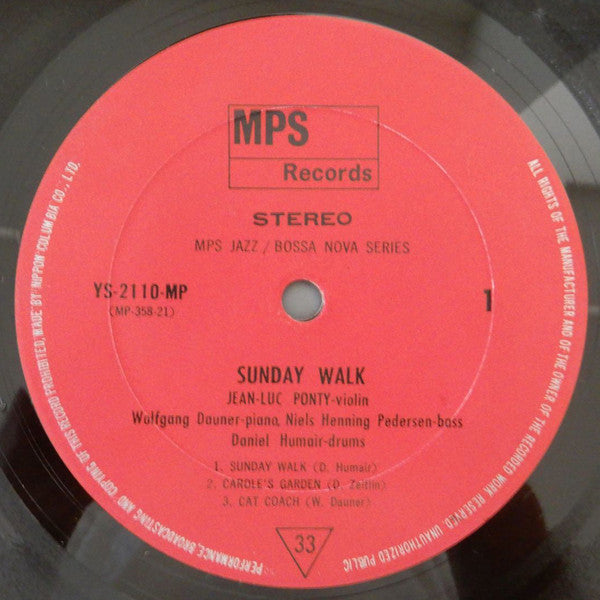 MPS
Records
STEREO
MPS JAZZ / BOSSA NOVA SERIES
YS-2110-MP
(MP-358-21)
1
SUNDAY WALK
JEAN-LUC PONTY-violin
Wolfgang Dauner-piano, Niels Henning Pedersen-bass
Daniel Humair-drums
1. SUNDAY WALK (D. Humair)
2. CAROLE'S GARDEN (D. Zeitlin)
3. CAT COACH (W. Dauner)
33
ALL RIGHTS OF THE MANUFACTURER AND OF THE OWNER OF THE RECORDED WORK RESERVED. UNAUTHORIZED PUBLIC
PERFORMANCE, BROADCASTING AND COPYING OF THIS RECORD PROHIBITED/MADE BY NIPPON-COLUMBIA CO., LTD.